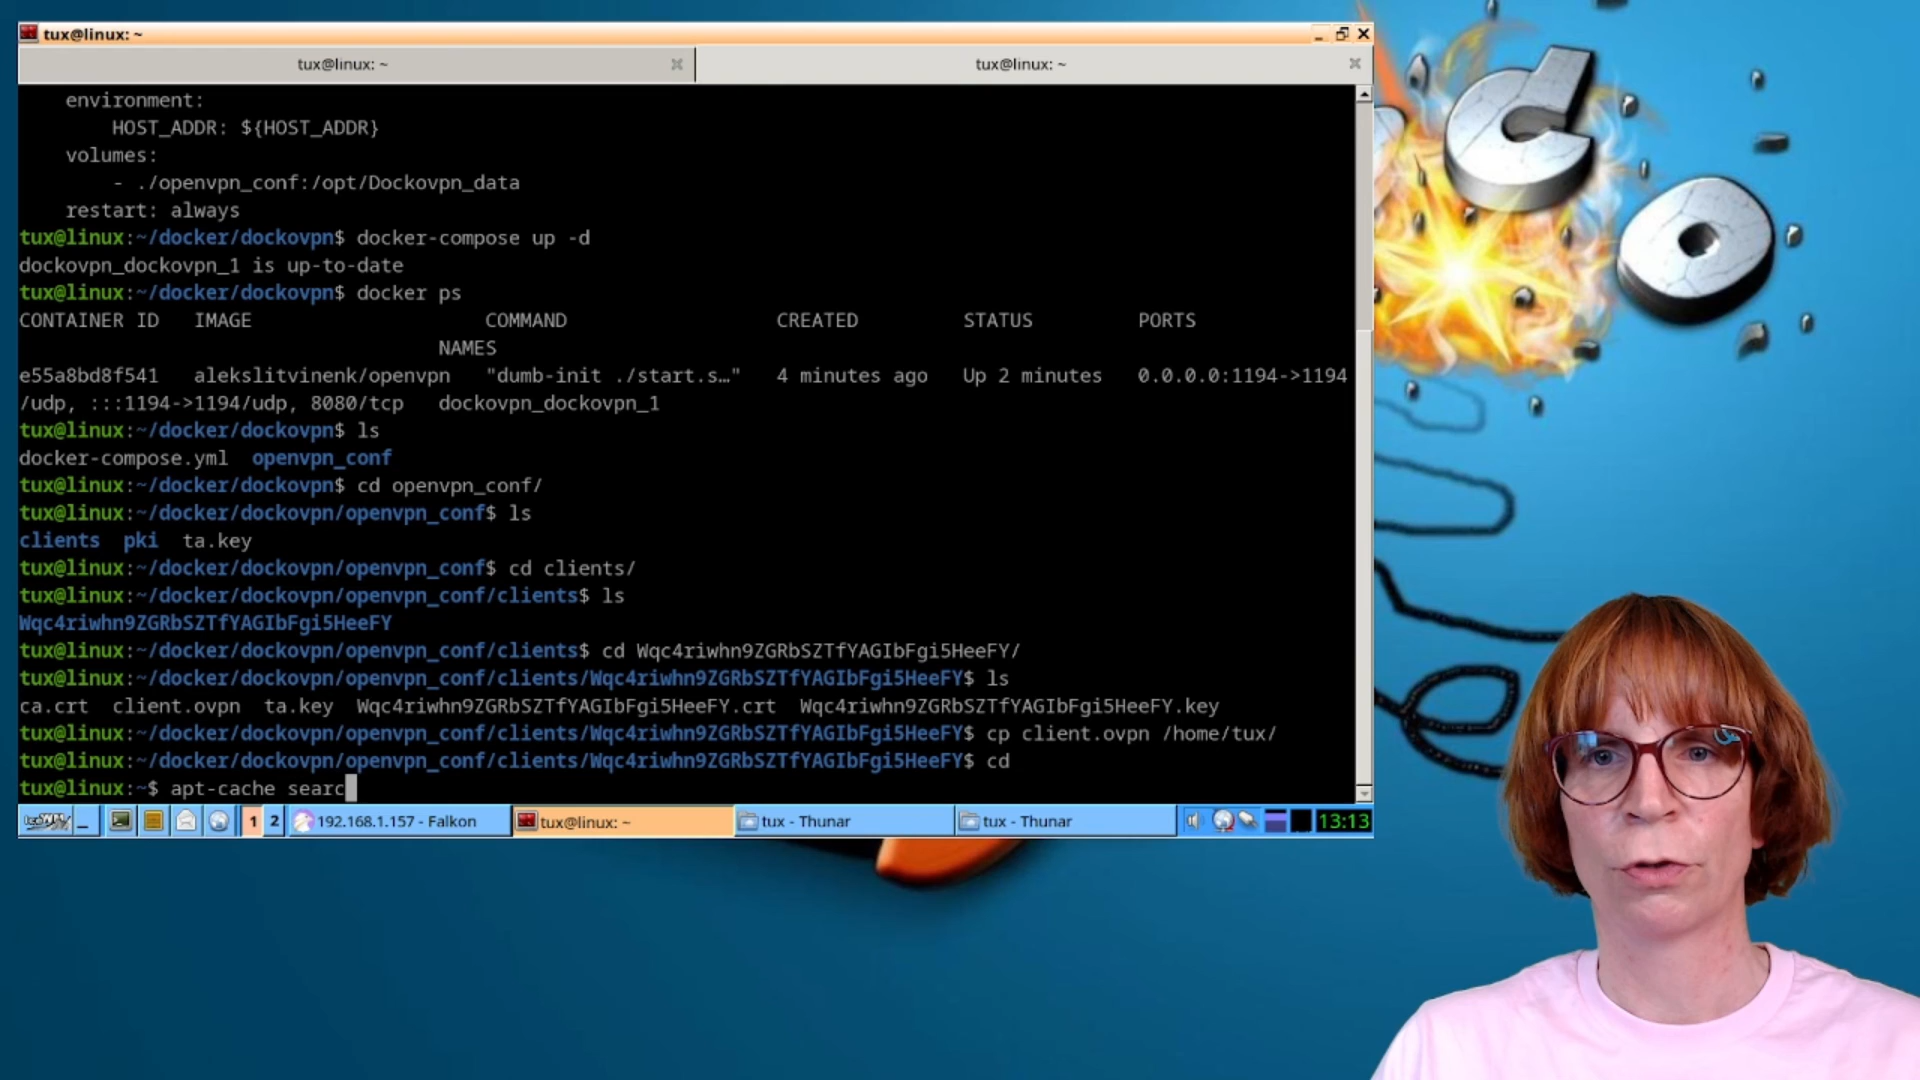 tux@linux: ~
tux@linux: ~ tux@linux: ~
environment:
HOST_ADDR: ${HOST_ADDR}
volumes:
- ./openvpn_conf:/opt/Dockovpn_data
restart: always
tux@linux:~/docker/dockovpn$ docker-compose up -d
dockovpn_dockovpn_1 is up-to-date
tux@linux:~/docker/dockovpn$ docker ps
CONTAINER ID IMAGE COMMAND CREATED STATUS PORTS
NAMES
e55a8bd8f541 alekslitvinenk/openvpn "dumb-init ./start.s…" 4 minutes ago Up 2 minutes 0.0.0.0:1194->1194
/udp, :::1194->1194/udp, 8080/tcp dockovpn_dockovpn_1
tux@linux:~/docker/dockovpn$ ls
docker-compose.yml openvpn_conf
tux@linux:~/docker/dockovpn$ cd openvpn_conf/
tux@linux:~/docker/dockovpn/openvpn_conf$ ls
clients pki ta.key
tux@linux:~/docker/dockovpn/openvpn_conf$ cd clients/
tux@linux:~/docker/dockovpn/openvpn_conf/clients$ ls
Wqc4riwhn9ZGRbSZTfYAGIbFgi5HeeFY
tux@linux:~/docker/dockovpn/openvpn_conf/clients$ cd Wqc4riwhn9ZGRbSZTfYAGIbFgi5HeeFY/
tux@linux:~/docker/dockovpn/openvpn_conf/clients/Wqc4riwhn9ZGRbSZTfYAGIbFgi5HeeFY$ ls
ca.crt client.ovpn ta.key Wqc4riwhn9ZGRbSZTfYAGIbFgi5HeeFY.crt Wqc4riwhn9ZGRbSZTfYAGIbFgi5HeeFY.key
tux@linux:~/docker/dockovpn/openvpn_conf/clients/Wqc4riwhn9ZGRbSZTfYAGIbFgi5HeeFY$ cp client.ovpn /home/tux/
tux@linux:~/docker/dockovpn/openvpn_conf/clients/Wqc4riwhn9ZGRbSZTfYAGIbFgi5HeeFY$ cd
tux@linux:~$ apt-cache searc
1 2 192.168.1.157 - Falkon tux@linux: ~ tux - Thunar tux - Thunar 13:13